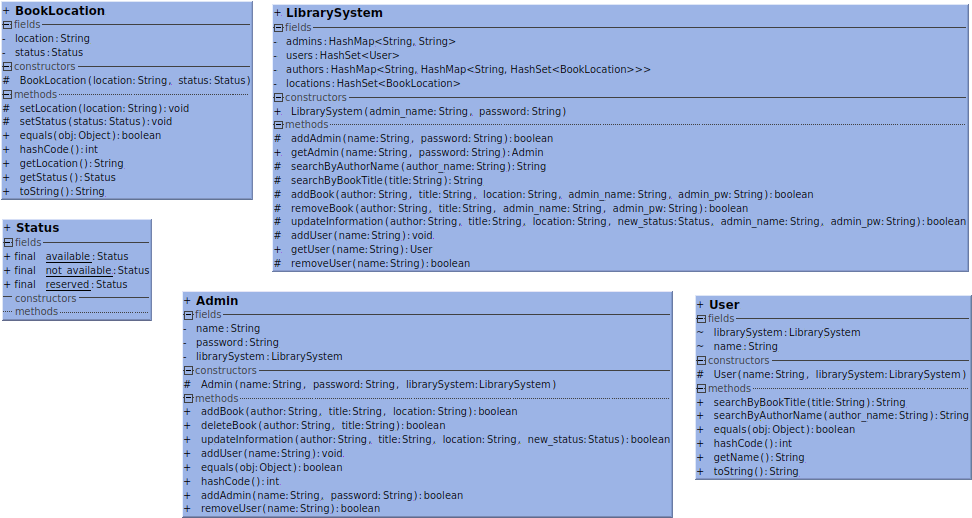 + BookLocation
fields
- location:String
- status:Status
constructors
# BookLocation(location:String, status:Status)
methods
# setLocation(location:String):void
# setStatus(status:Status):void
+ equals(obj:Object):boolean
+ hashCode():int
+ getLocation():String
+ getStatus():Status
+ toString():String
+ Status
fields
+ final available:Status
+ final not_available:Status
+ final reserved:Status
constructors
methods
+ LibrarySystem
fields
- admins:HashMap<String, String>
- users:HashSet<User>
- authors:HashMap<String, HashMap<String, HashSet<BookLocation>>>
- locations:HashSet<BookLocation>
constructors
+ LibrarySystem(admin_name:String, password:String)
methods
# addAdmin(name:String, password:String):boolean
+ getAdmin(name:String, password:String):Admin
# searchByAuthorName(author_name:String):String
# searchByBookTitle(title:String):String
# addBook(author:String, title:String, location:String, admin_name:String, admin_pw:String):boolean
# removeBook(author:String, title:String, admin_name:String, admin_pw:String):boolean
# updateInformation(author:String, title:String, location:String, new_status:Status, admin_name:String, admin_pw:String):boolean
# addUser(name:String):void
+ getUser(name:String):User
# removeUser(name:String):boolean
+ Admin
fields
- name:String
- password:String
- librarySystem:LibrarySystem
constructors
# Admin(name:String, password:String, librarySystem:LibrarySystem)
methods
+ addBook(author:String, title:String, location:String):boolean
+ deleteBook(author:String, title:String):boolean
+ updateInformation(author:String, title:String, location:String, new_status:Status):boolean
+ addUser(name:String):void
+ equals(obj:Object):boolean
+ hashCode():int
+ addAdmin(name:String, password:String):boolean
+ removeUser(name:String):boolean
+ User
fields
~ librarySystem:LibrarySystem
~ name:String
constructors
# User(name:String, librarySystem:LibrarySystem)
methods
+ searchByBookTitle(title:String):String
+ searchByAuthorName(author_name:String):String
+ equals(obj:Object):boolean
+ hashCode():int
+ getName():String
+ toString():String